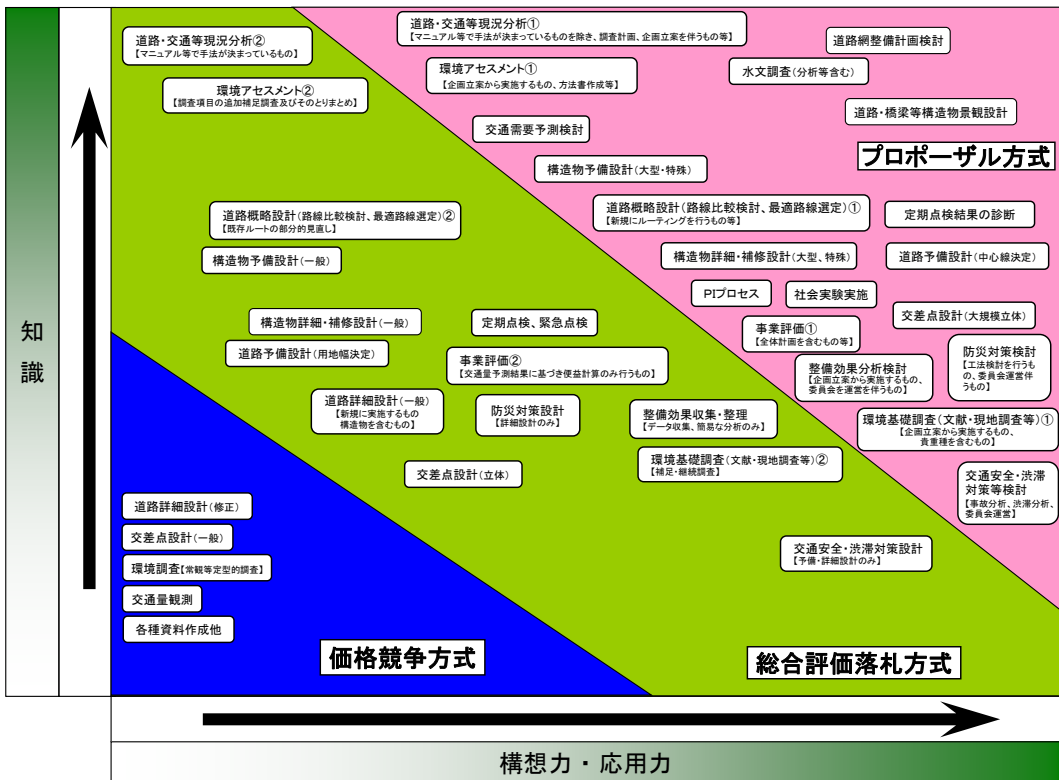 道路・交通等現況分析②
【マニュアル等で手法が決まっているもの】
道路・交通等現況分析①
【マニュアル等で手法が決まっているものを除き、調査計画、企画立案を伴うもの等】
道路網整備計画検討
環境アセスメント①
【企画立案から実施するもの、方法書作成等】
水文調査(分析等含む)
環境アセスメント②
【調査項目の追加補足調査及びそのとりまとめ】
道路・橋梁等構造物景観設計
交通需要予測検討
プロポーザル方式
構造物予備設計(大型・特殊)
道路概略設計(路線比較検討、最適路線選定)②
【既存ルートの部分的見直し】
道路概略設計(路線比較検討、最適路線選定)①
【新規にルーティングを行うもの等】
定期点検結果の診断
構造物予備設計(一般)
構造物詳細・補修設計(大型、特殊)
道路予備設計(中心線決定)
PIプロセス
社会実験実施
構造物詳細・補修設計(一般)
定期点検、緊急点検
事業評価①
【全体計画を含むもの等】
交差点設計(大規模立体)
道路予備設計(用地幅決定)
事業評価②
【交通量予測結果に基づき便益計算のみ行うもの】
整備効果分析検討
【企画立案から実施するもの、
委員会を運営を伴うもの】
防災対策検討
【工法検討を行うも
の、委員会運営伴
うもの】
道路詳細設計(一般)
【新規に実施するもの
構造物を含むもの】
防災対策設計
【詳細設計のみ】
整備効果収集・整理
【データ収集、簡易な分析のみ】
環境基礎調査(文献・現地調査等)①
【企画立案から実施するもの、
貴重種を含むもの】
環境基礎調査(文献・現地調査等)②
【補足・継続調査】
交差点設計(立体)
交通安全・渋滞
対策等検討
【事故分析、渋滞分析、
委員会運営】
道路詳細設計(修正)
交差点設計(一般)
交通安全・渋滞対策設計
【予備・詳細設計のみ】
環境調査【常観等定型的調査】
交通量観測
各種資料作成他
価格競争方式
総合評価落札方式
知識
構想力・応用力